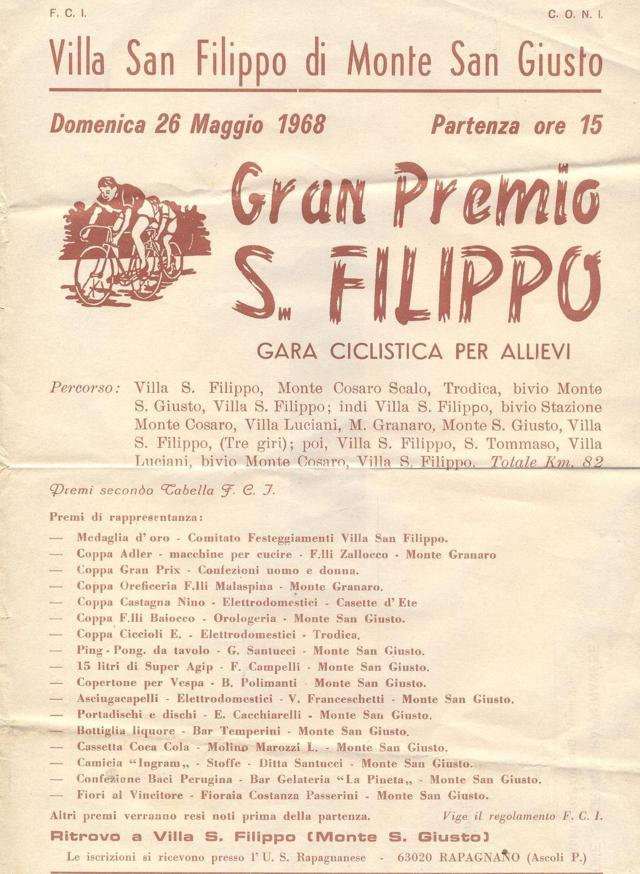 F. C. I. C. O. N. I.
Villa San Filippo di Monte San Giusto
Domenica 26 Maggio 1968 Partenza ore 15
Gran Premio
S. FILIPPO
GARA CICLISTICA PER ALLIEVI
Percorso: Villa S. Filippo, Monte Cosaro Scalo, Trodica, bivio Monte
S. Giusto, Villa S. Filippo; indi Villa S. Filippo, bivio Stazione
Monte Cosaro, Villa Luciani, M. Granaro, Monte S. Giusto, Villa
S. Filippo, (Tre giri); poi, Villa S. Filippo, S. Tommaso, Villa
Luciani, bivio Monte Cosaro, Villa S. Filippo. Totale Km. 82
Premi secondo Tabella F. C. I.
Premi di rappresentanza:
— Medaglia d'oro - Comitato Festeggiamenti Villa San Filippo.
— Coppa Adler - macchine per cucire - F.lli Zallocco - Monte Granaro
— Coppa Gran Prix - Confezioni uomo e donna.
— Coppa Oreficeria F.lli Malaspina - Monte Granaro.
— Coppa Castagna Nino - Elettrodomestici - Casette d'Ete
— Coppa F.lli Baiocco - Orologeria - Monte San Giusto.
— Coppa Ciccioli E. - Elettrodomestici - Trodica.
— Ping - Pong. da tavolo - G. Santucci - Monte San Giusto.
— 15 litri di Super Agip - F. Campelli - Monte San Giusto.
— Copertone per Vespa - B. Polimanti - Monte San Giusto.
— Asciugacapelli - Elettrodomestici - V. Franceschetti - Monte San Giusto.
— Portadischi e dischi - E. Cacchiarelli - Monte San Giusto.
— Bottiglia liquore - Bar Temperini - Monte San Giusto.
— Cassetta Coca Cola - Molino Marozzi L. - Monte San Giusto.
— Camicia "Ingram„ - Stoffe - Ditta Santucci - Monte San Giusto.
— Confezione Baci Perugina - Bar Gelateria "La Pineta„ - Monte San Giusto.
— Fiori al Vincitore - Fioraia Costanza Passerini - Monte San Giusto.
Altri premi verranno resi noti prima della partenza. Vige il regolamento F. C. I.
Ritrovo a Villa S. Filippo (Monte S. Giusto)
Le iscrizioni si ricevono presso l'U. S. Rapagnanese - 63020 RAPAGNANO (Ascoli P.)